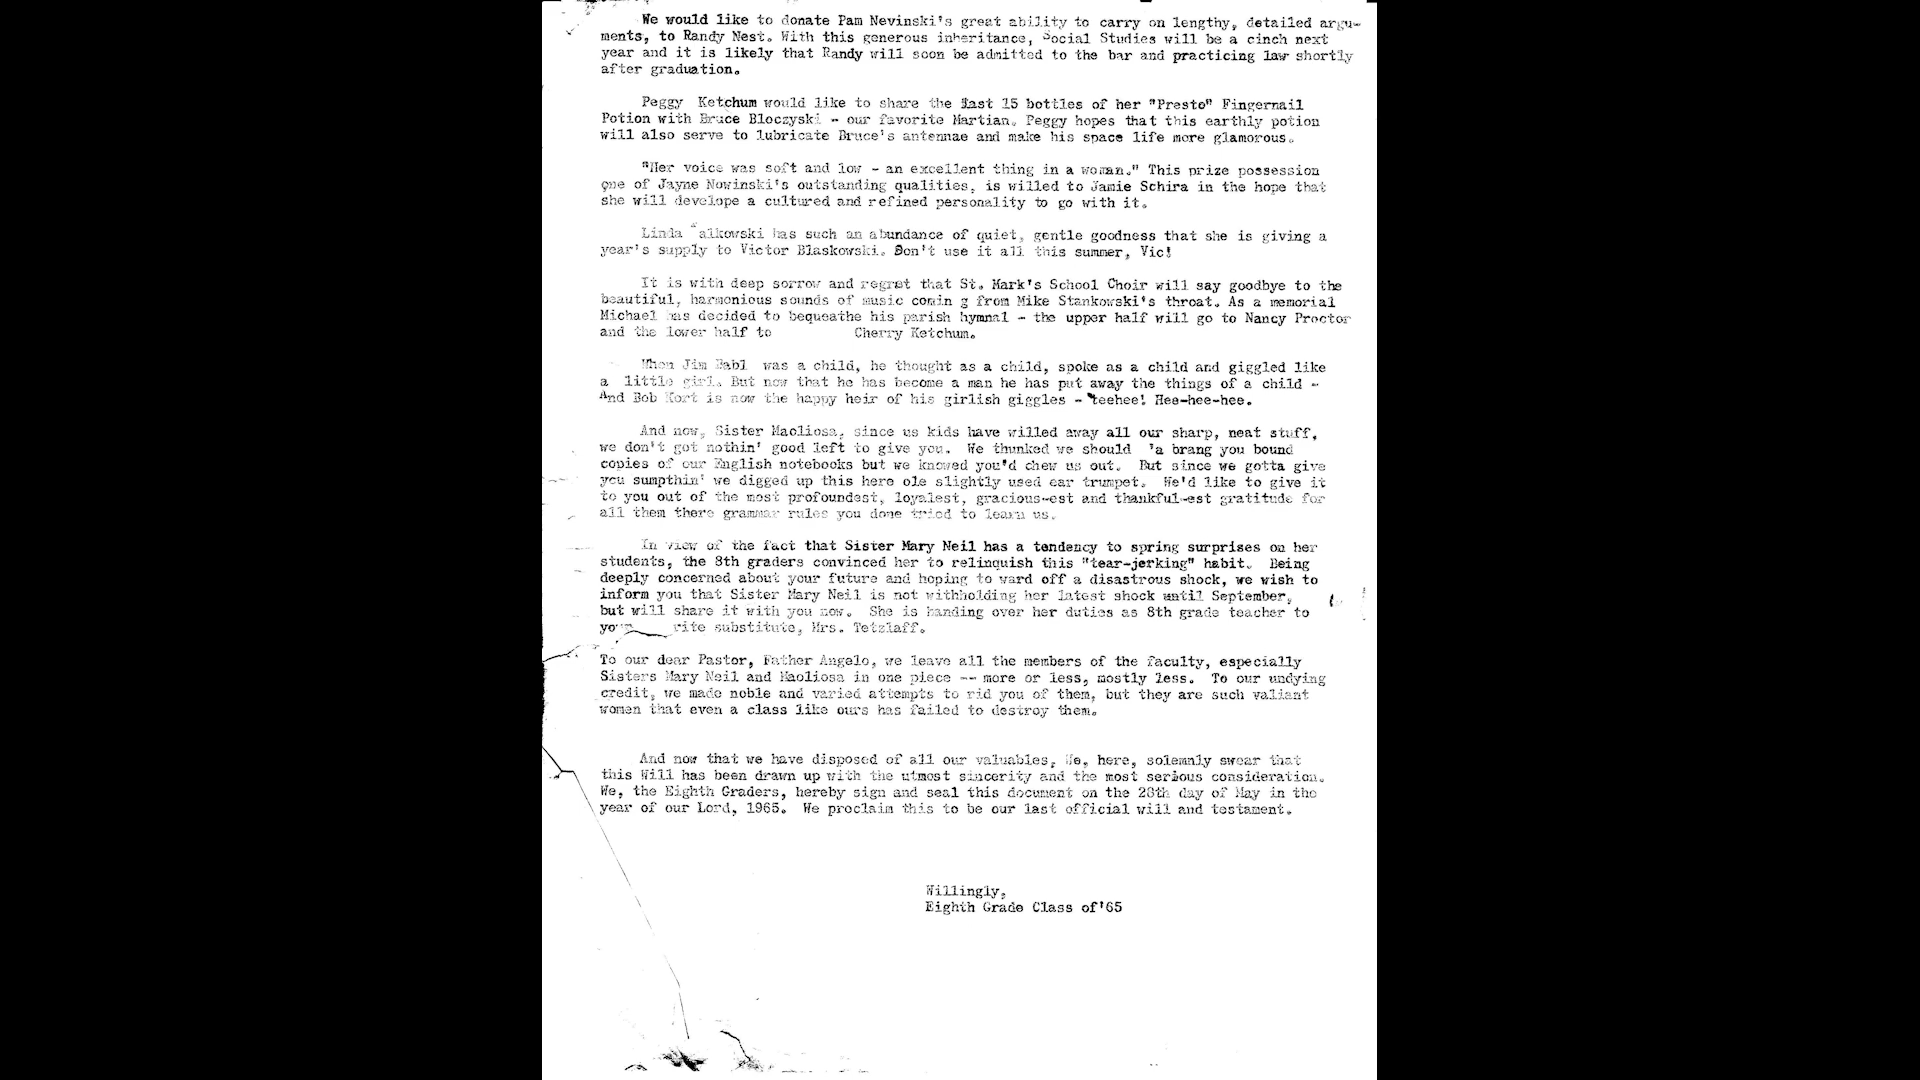 We would like to donate Pam Nevinski's great ability to carry on lengthy, detailed argu-
ments, to Randy Nest. With this generous inheritance, Social Studies will be a cinch next
year and it is likely that Randy will soon be admitted to the bar and practicing law shortly
after graduation.
Peggy Ketchum would like to share the last 15 bottles of her "Presto" Fingernail
Potion with Bruce Bloczyski - our favorite Martian. Peggy hopes that this earthly potion
will also serve to lubricate Bruce's antennae and make his space life more glamorous.
"Her voice was soft and low - an excellent thing in a woman." This prize possession
one of Jayne Nowinski's outstanding qualities, is willed to Jamie Schira in the hope that
she will develope a cultured and refined personality to go with it.
Linda alkowski has such an abundance of quiet, gentle goodness that she is giving a
year's supply to Victor Blaskowski. Don't use it all this summer, Vic!
It is with deep sorrow and regret that St. Mark's School Choir will say goodbye to the
beautiful, harmonious sounds of music comin g from Mike Stankowski's throat. As a memorial
Michael has decided to bequeathe his parish hymnal - the upper half will go to Nancy Proctor
and the lower half to Cherry Ketchum.
When Jim was a child, he thought as a child, spoke as a child and giggled like
a little girl. But now that he has become a man he has put away the things of a child -
And Bob Kort is now the happy heir of his girlish giggles - teehee! Hee-hee-hee.
And now, Sister Maoliosa, since us kids have willed away all our sharp, neat stuff,
we don't got nothin' good left to give you. We thunked we should 'a brang you bound
copies of our English notebooks but we knowed you'd chew us out. But since we gotta give
you sumpthin' we digged up this here ole slightly used ear trumpet. We'd like to give it
to you out of the most profoundest, loyalest, gracious-est and thankful-est gratitude for
all them there grammar rules you done tried to learn us.
In view of the fact that Sister Mary Neil has a tendency to spring surprises on her
students, the 8th graders convinced her to relinquish this "tear-jerking" habit. Being
deeply concerned about your future and hoping to ward off a disastrous shock, we wish to
inform you that Sister Mary Neil is not withholding her latest shock until September,
but will share it with you now. She is handing over her duties as 8th grade teacher to
your rite substitute, Mrs. Tetzlaff.
To our dear Pastor, Father Angelo, we leave all the members of the faculty, especially
Sisters Mary Neil and Maoliosa in one piece -- more or less, mostly less. To our undying
credit, we made noble and varied attempts to rid you of them, but they are such valiant
women that even a class like ours has failed to destroy them.
And now that we have disposed of all our valuables, We, here, solemnly swear that
this Will has been drawn up with the utmost sincerity and the most serious consideration.
We, the Eighth Graders, hereby sign and seal this document on the 28th day of May in the
year of our Lord, 1965. We proclaim this to be our last official will and testament.
Willingly,
Eighth Grade Class of'65